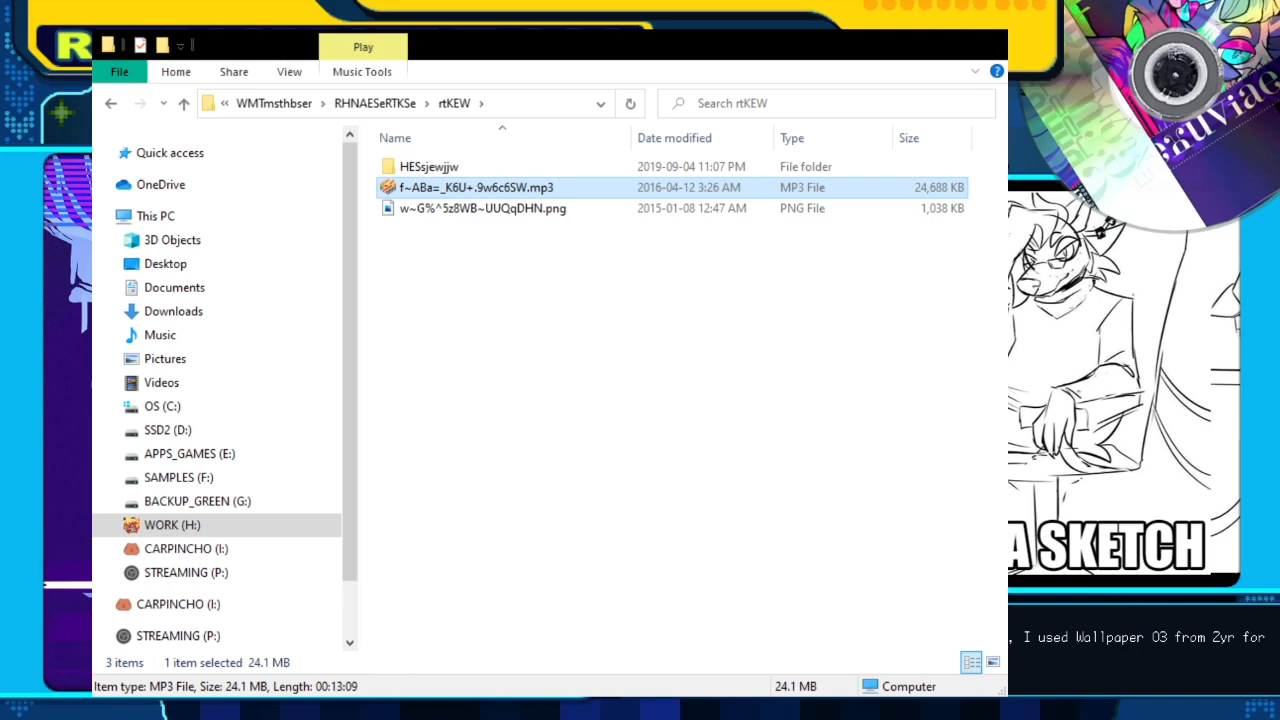 R
Play
File
Home
Share
View
Music Tools
«
WMTmsthbser
RHNAESeRTKSe
rtKEW
Search rtKEW
Name
Date modified
Type
Size
HESsjewjjw
2019-09-04 11:07 PM
File folder
f~ABa=_K6U+.9w6c6SW.mp3
2016-04-12 3:26 AM
MP3 File
24,688 KB
w~G%^5z8WB~UUQqDHN.png
2015-01-08 12:47 AM
PNG File
1,038 KB
Quick access
OneDrive
This PC
3D Objects
Desktop
Documents
Downloads
Music
Pictures
Videos
OS (C:)
SSD2 (D:)
APPS_GAMES (E:)
SAMPLES (F:)
BACKUP_GREEN (G:)
WORK (H:)
CARPINCHO (I:)
STREAMING (P:)
CARPINCHO (I:)
STREAMING (P:)
3 items
1 item selected 24.1 MB
Item type: MP3 File, Size: 24.1 MB, Length: 00:13:09
24.1 MB
Computer
eauviae
A SKETCH
, I used Wallpaper 03 from Zyr for